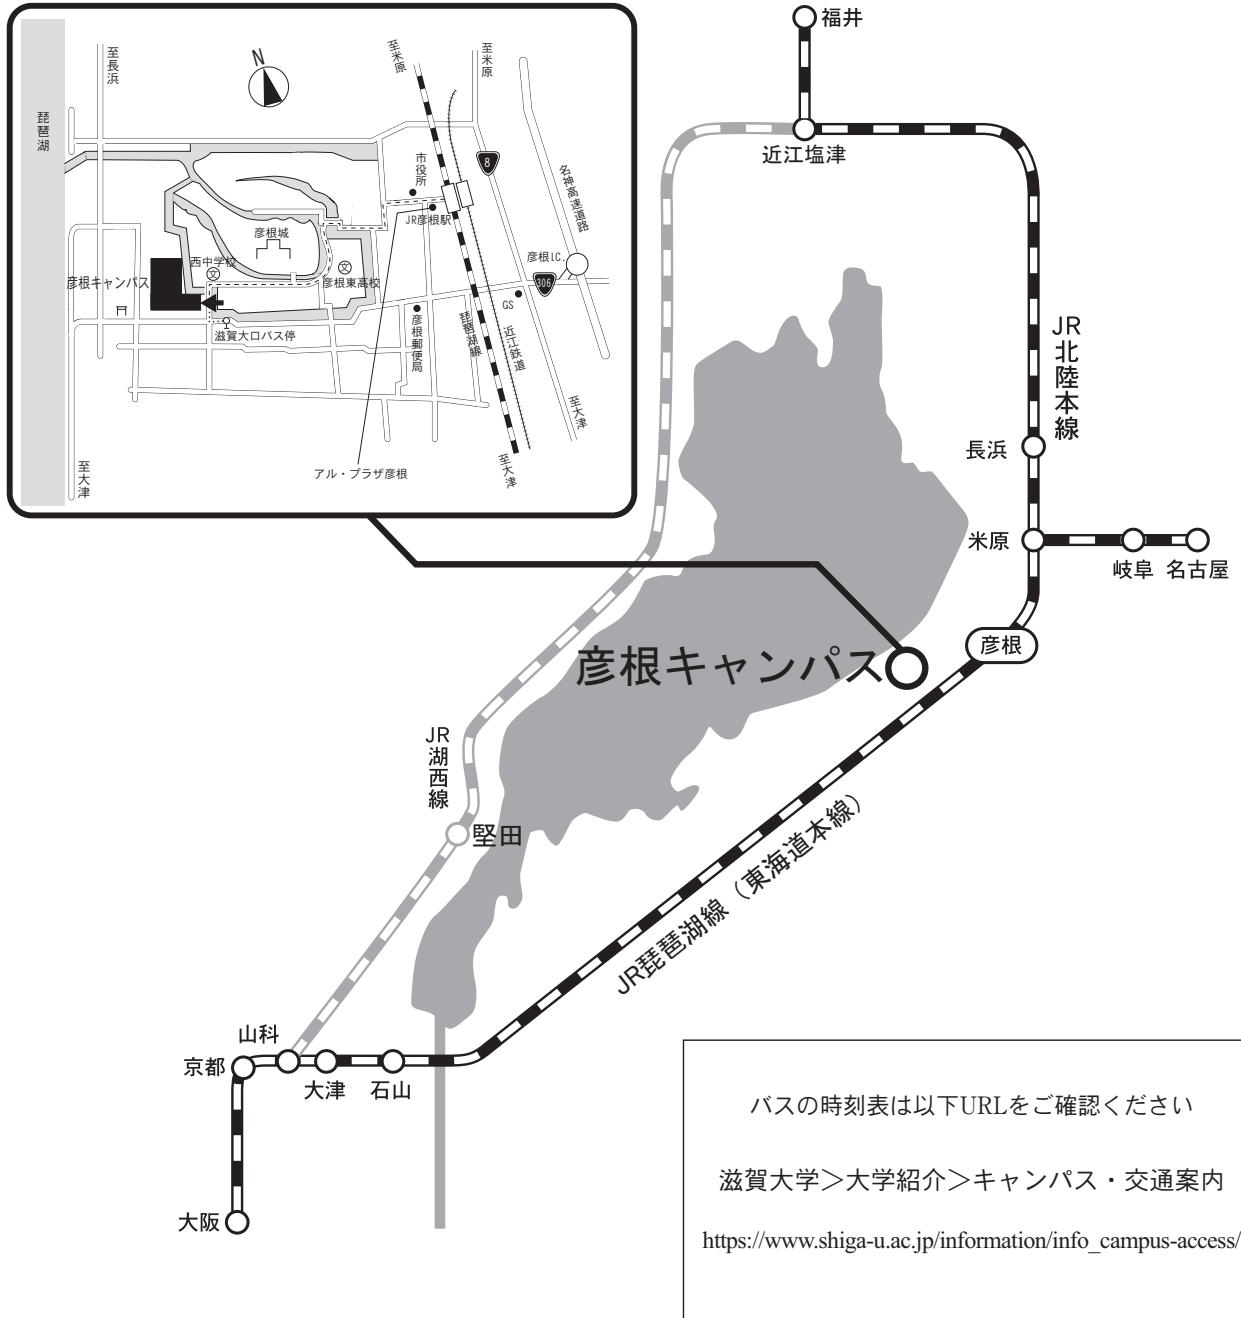 至長浜
N
至米原
至米原
琵琶湖
8
市役所
名神高速道路
JR彦根駅
彦根城
西中学校
文
文
彦根東高校
彦根I.C.
306
彦根キャンパス
GS
滋賀大口バス停
彦根郵便局
琵琶湖線
近江鉄道
至大津
至大津
至大津
アル・プラザ彦根
福井
近江塩津
JR北陸本線
長浜
米原
岐阜
名古屋
彦根
彦根キャンパス
JR湖西線
堅田
JR琵琶湖線（東海道本線）
山科
京都
大津
石山
大阪
バスの時刻表は以下URLをご確認ください
滋賀大学＞大学紹介＞キャンパス・交通案内
https://www.shiga-u.ac.jp/information/info_campus-access/